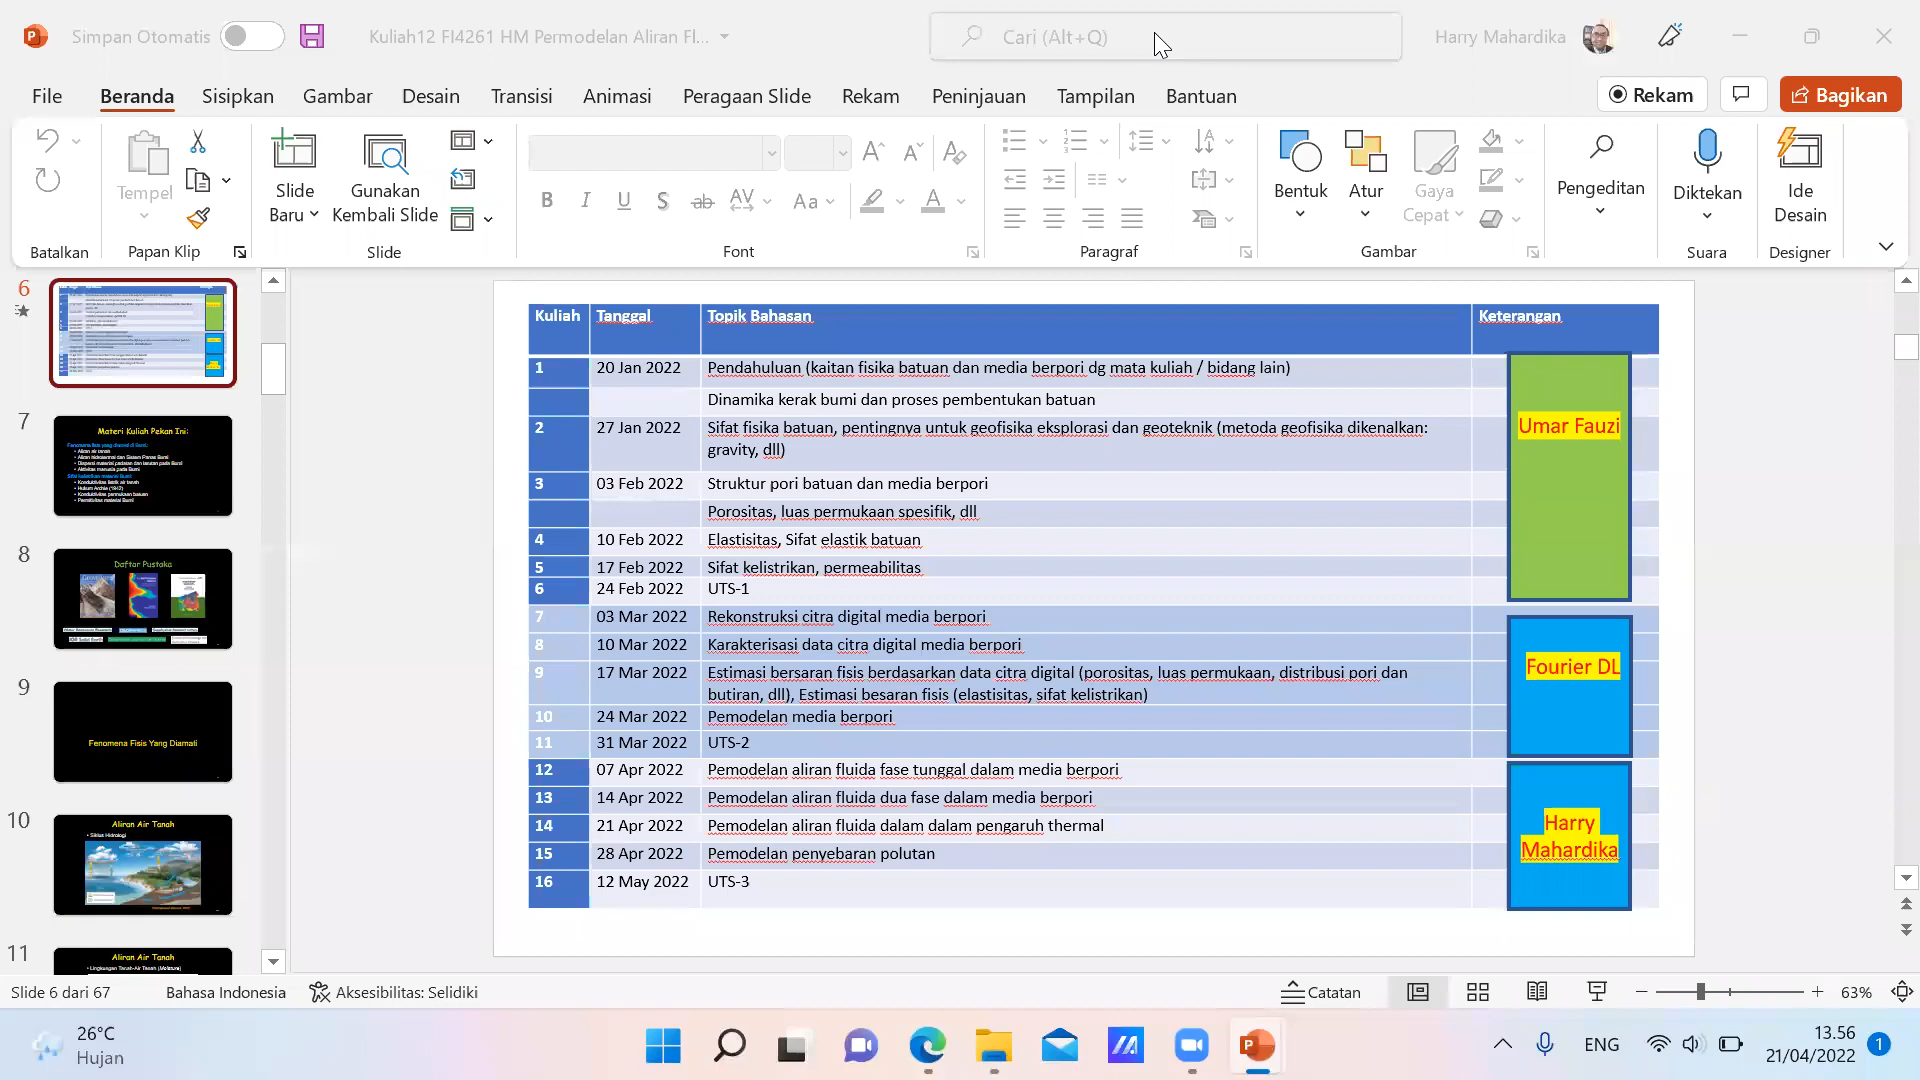 Simpan Otomatis
Kuliah12 FI4261 HM Permodelan Aliran Fl...
Cari (Alt+Q)
Harry Mahardika
File Beranda Sisipkan Gambar Desain Transisi Animasi Peragaan Slide Rekam Peninjauan Tampilan Bantuan
Rekam
Bagikan
Tempel
Slide Baru
Gunakan Kembali Slide
Bentuk
Atur
Gaya Cepat
Pengeditan
Diktekan
Ide Desain
Batalkan
Papan Klip
Slide
Font
Paragraf
Gambar
Suara
Designer
6
7
Materi Kuliah Pekan Ini:
8
Daftar Pustaka
9
Fenomena Fisis Yang Diamati
10
Aliran Air Tanah
• Siklus Hidrologi
11
Aliran Air Tanah
• Lingkungan Tanah-Air Tanah (Moisture)
Kuliah Tanggal Topik Bahasan Keterangan
1 20 Jan 2022 Pendahuluan (kaitan fisika batuan dan media berpori dg mata kuliah / bidang lain)
Dinamika kerak bumi dan proses pembentukan batuan
2 27 Jan 2022 Sifat fisika batuan, pentingnya untuk geofisika eksplorasi dan geoteknik (metoda geofisika dikenalkan:
gravity, dll)
3 03 Feb 2022 Struktur pori batuan dan media berpori
Porositas, luas permukaan spesifik, dll
4 10 Feb 2022 Elastisitas, Sifat elastik batuan
5 17 Feb 2022 Sifat kelistrikan, permeabilitas
6 24 Feb 2022 UTS-1
Umar Fauzi
7 03 Mar 2022 Rekonstruksi citra digital media berpori
8 10 Mar 2022 Karakterisasi data citra digital media berpori
9 17 Mar 2022 Estimasi bersaran fisis berdasarkan data citra digital (porositas, luas permukaan, distribusi pori dan
butiran, dll), Estimasi besaran fisis (elastisitas, sifat kelistrikan)
10 24 Mar 2022 Pemodelan media berpori
11 31 Mar 2022 UTS-2
Fourier DL
12 07 Apr 2022 Pemodelan aliran fluida fase tunggal dalam media berpori
13 14 Apr 2022 Pemodelan aliran fluida dua fase dalam media berpori
14 21 Apr 2022 Pemodelan aliran fluida dalam dalam pengaruh thermal
15 28 Apr 2022 Pemodelan penyebaran polutan
16 12 May 2022 UTS-3
Harry
Mahardika
Slide 6 dari 67
Bahasa Indonesia
Aksesibilitas: Selidiki
Catatan
63%
26°C
Hujan
ENG
13.56
21/04/2022
1